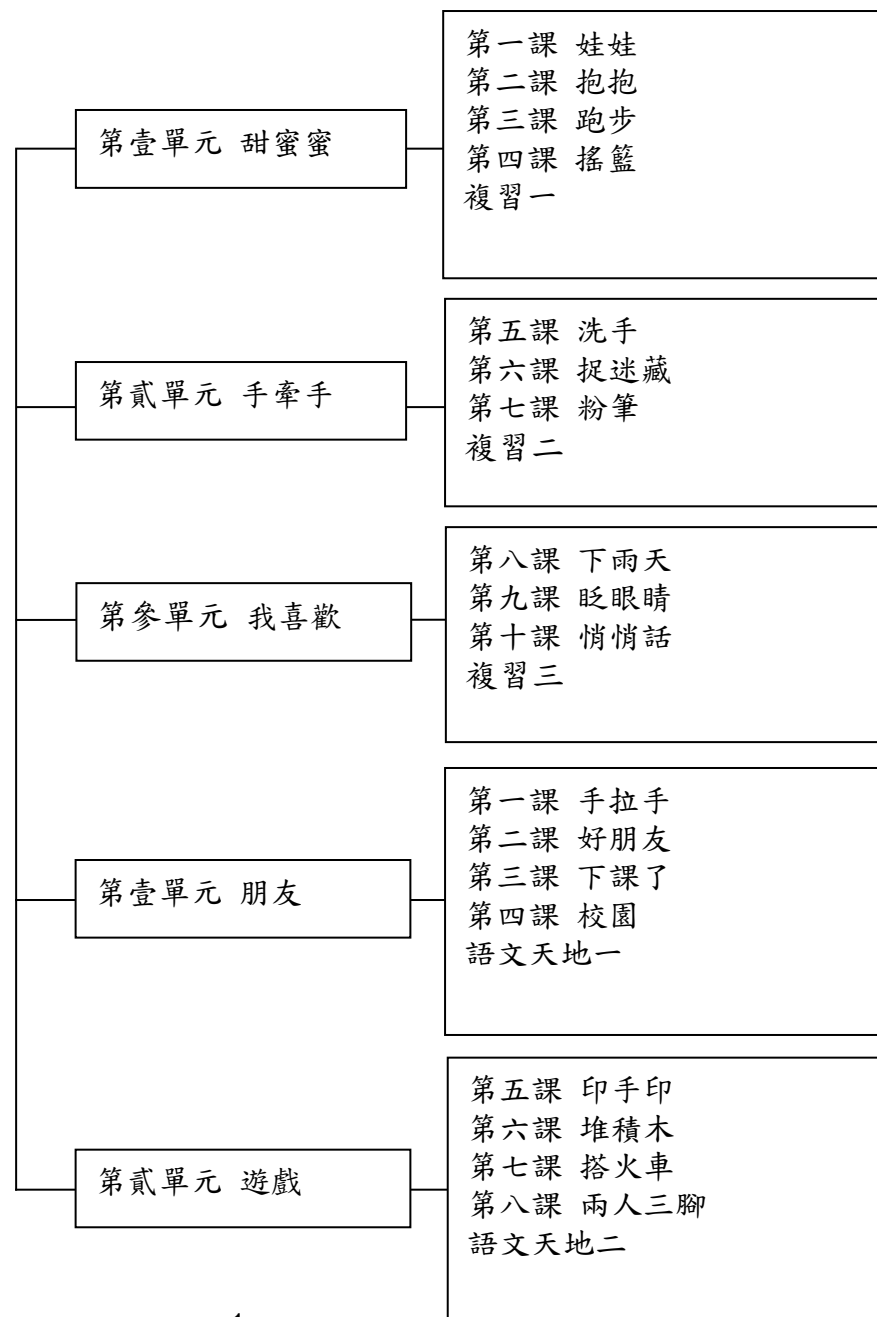 第壹單元 甜蜜蜜
第一課 娃娃
第二課 抱抱
第三課 跑步
第四課 搖籃
複習一
第貳單元 手牽手
第五課 洗手
第六課 捉迷藏
第七課 粉筆
複習二
第參單元 我喜歡
第八課 下雨天
第九課 眨眼睛
第十課 悄悄話
複習三
第壹單元 朋友
第一課 手拉手
第二課 好朋友
第三課 下課了
第四課 校園
語文天地一
第貳單元 遊戲
第五課 印手印
第六課 堆積木
第七課 搭火車
第八課 兩人三腳
語文天地二